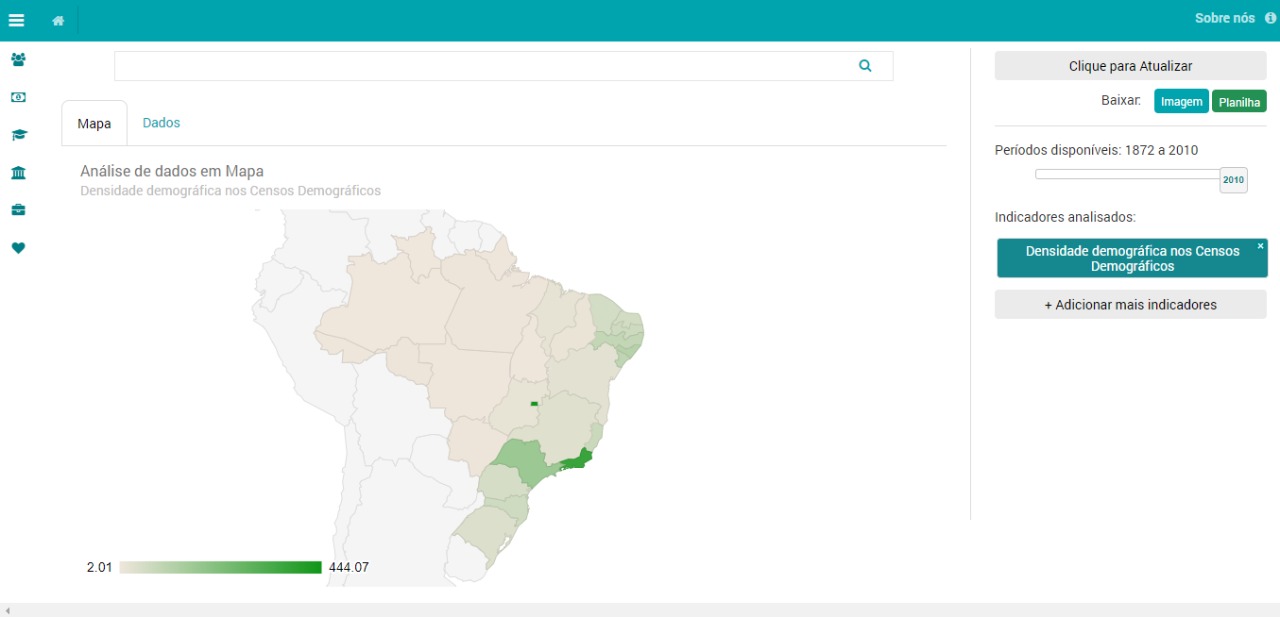 Sobre nós
Clique para Atualizar
Baixar:
Imagem
Planilha
Mapa
Dados
Análise de dados em Mapa
Densidade demográfica nos Censos Demográficos
Períodos disponíveis: 1872 a 2010
2010
Indicadores analisados:
Densidade demográfica nos Censos
Demográficos
+ Adicionar mais indicadores
2.01
444.07